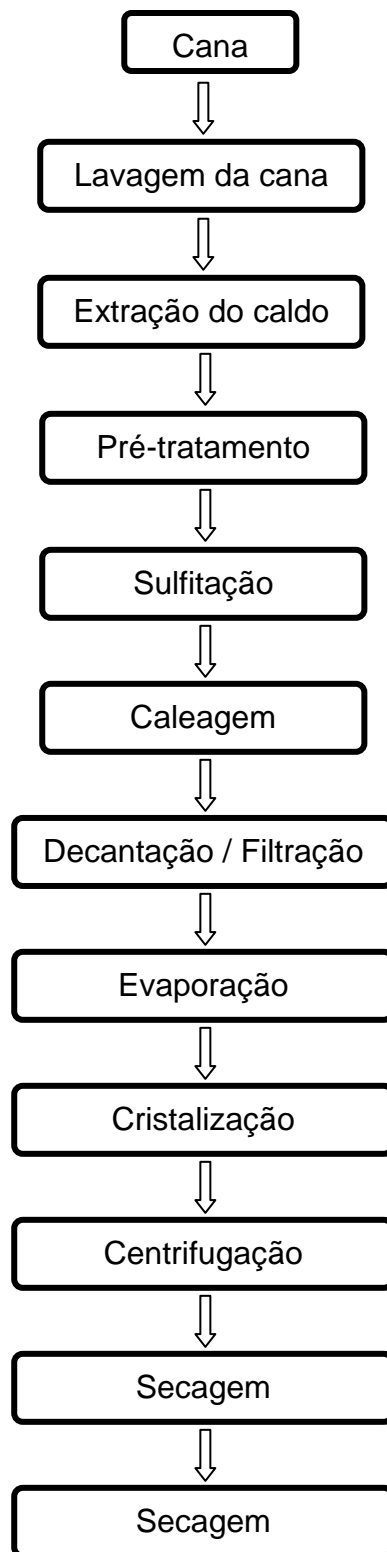 Cana
Lavagem da cana
Extração do caldo
Pré-tratamento
Sulfitação
Caleagem
Decantação / Filtração
Evaporação
Cristalização
Centrifugação
Secagem
Secagem